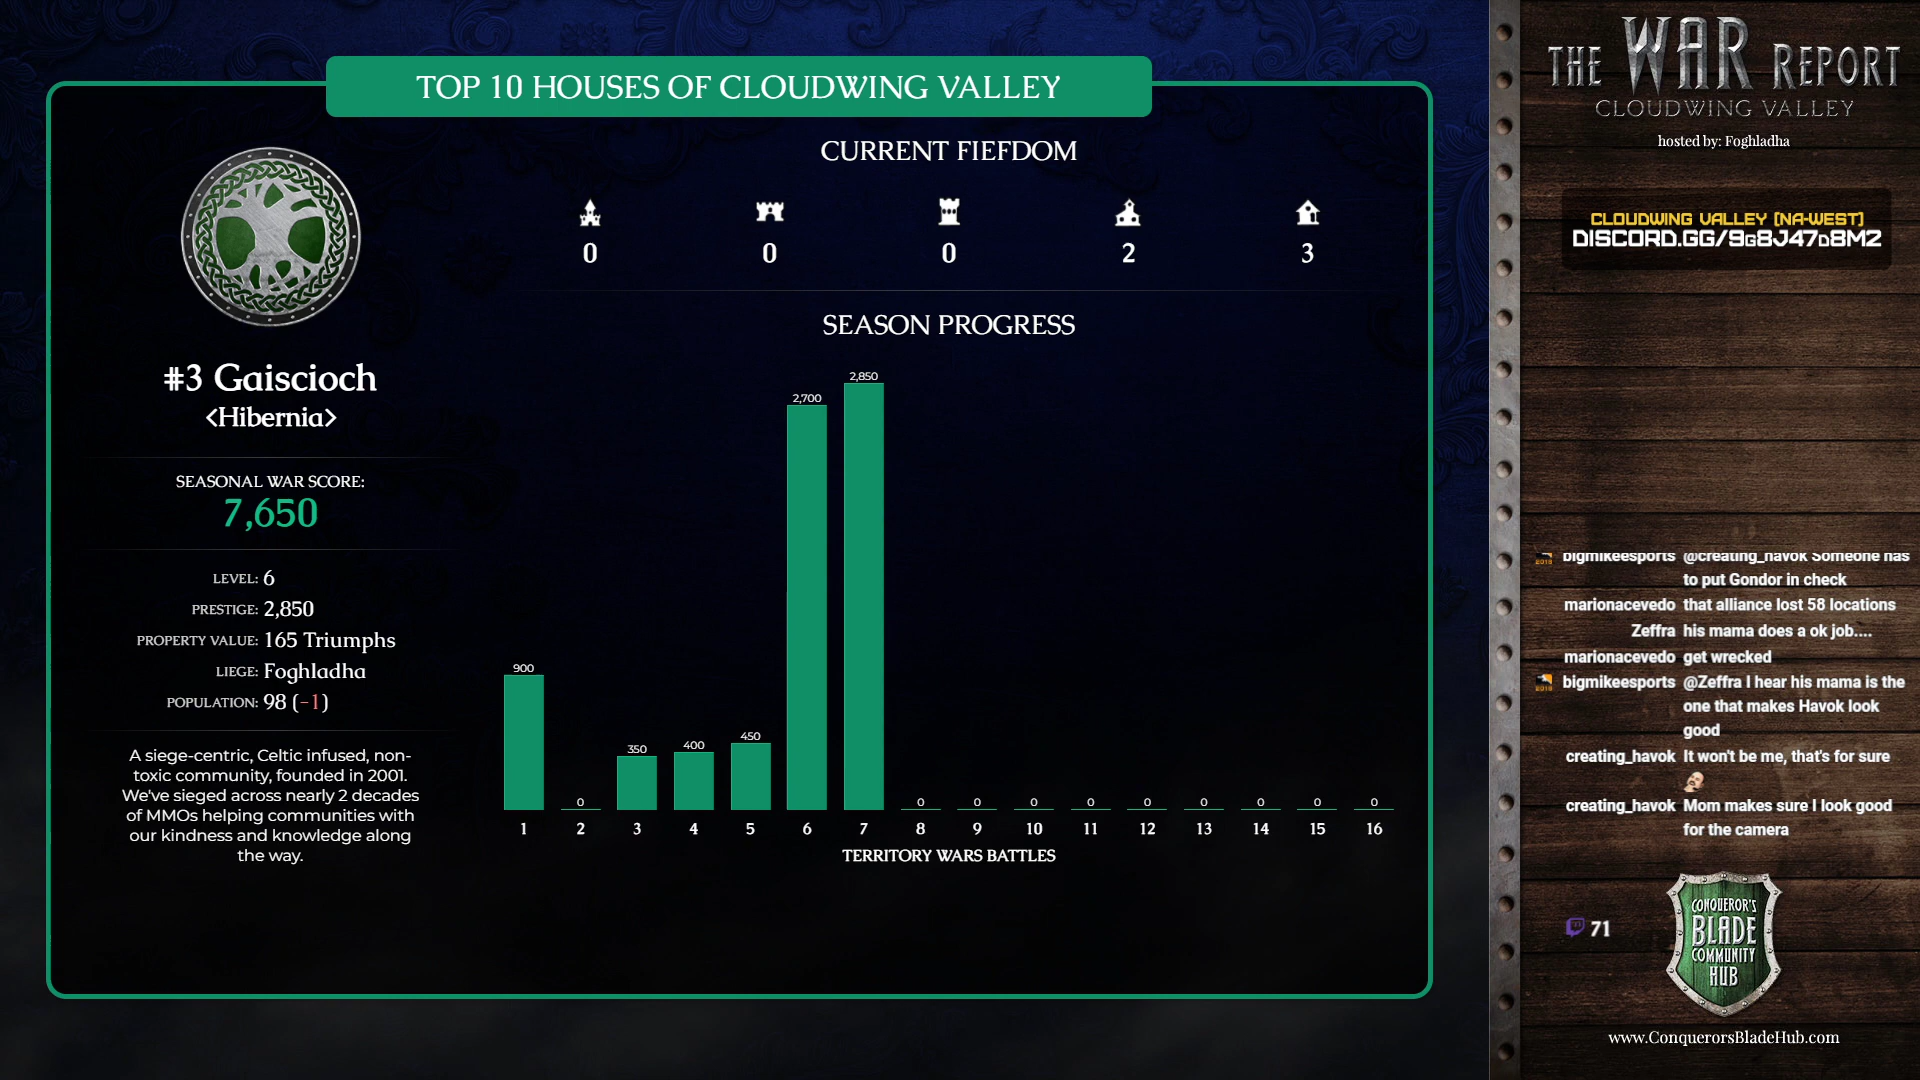 TOP 10 HOUSES OF CLOUDWING VALLEY
#3 Gaiscioch
<Hibernia>
SEASONAL WAR SCORE:
7,650
LEVEL: 6
PRESTIGE: 2,850
PROPERTY VALUE: 165 Triumphs
LIEGE: Foghladha
POPULATION: 98 (-1)
A siege-centric, Celtic infused, non-
toxic community, founded in 2001.
We've sieged across nearly 2 decades
of MMOs helping communities with
our kindness and knowledge along
the way.
CURRENT FIEFDOM
0 0 0 2 3
SEASON PROGRESS
900 0 350 400 450 2,700 2,850 0 0 0 0 0 0 0 0 0
1 2 3 4 5 6 7 8 9 10 11 12 13 14 15 16
TERRITORY WARS BATTLES
THE WAR REPORT
CLOUDWING VALLEY
hosted by: Foghladha
CLOUDWING VALLEY (NA-WEST)
DISCORD.GG/9G8J47D8M2
bigmikeesports @creating_havok Someone has
to put Gondor in check
marionacevedo that alliance lost 58 locations
Zeffra his mama does a ok job....
marionacevedo get wrecked
bigmikeesports @Zeffra I hear his mama is the
one that makes Havok look
good
creating_havok It won't be me, that's for sure
creating_havok Mom makes sure I look good
for the camera
71
CONQUEROR'S
BLADE
COMMUNITY
HUB
www.ConquerorsBladeHub.com